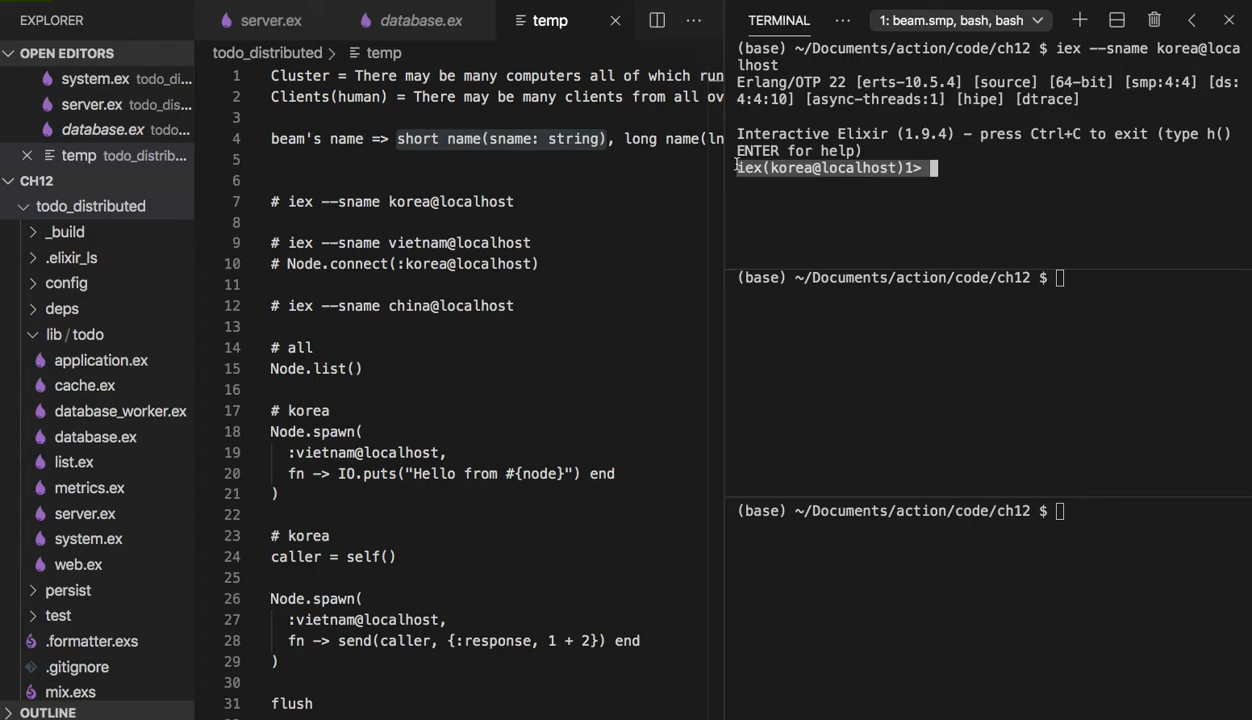 EXPLORER
OPEN EDITORS
system.ex todo_di...
server.ex todo_dis...
database.ex todo...
temp todo_distrib...
CH12
todo_distributed
_build
.elixir_ls
config
deps
lib / todo
application.ex
cache.ex
database_worker.ex
database.ex
list.ex
metrics.ex
server.ex
system.ex
web.ex
persist
test
.formatter.exs
.gitignore
mix.exs
OUTLINE
server.ex
database.ex
temp
todo_distributed > temp
1 Cluster = There may be many computers all of which run
2 Clients(human) = There may be many clients from all ov
3
4 beam's name => short name(sname: string), long name(ln
5
6
7 # iex --sname korea@localhost
8
9 # iex --sname vietnam@localhost
10 # Node.connect(:korea@localhost)
11
12 # iex --sname china@localhost
13
14 # all
15 Node.list()
16
17 # korea
18 Node.spawn(
19 :vietnam@localhost,
20 fn -> IO.puts("Hello from #{node}") end
21 )
22
23 # korea
24 caller = self()
25
26 Node.spawn(
27 :vietnam@localhost,
28 fn -> send(caller, {:response, 1 + 2}) end
29 )
30
31 flush
TERMINAL
1: beam.smp, bash, bash
(base) ~/Documents/action/code/ch12 $ iex --sname korea@loca
lhost
Erlang/OTP 22 [erts-10.5.4] [source] [64-bit] [smp:4:4] [ds:
4:4:10] [async-threads:1] [hipe] [dtrace]
Interactive Elixir (1.9.4) - press Ctrl+C to exit (type h()
ENTER for help)
iex(korea@localhost)1>
(base) ~/Documents/action/code/ch12 $
(base) ~/Documents/action/code/ch12 $